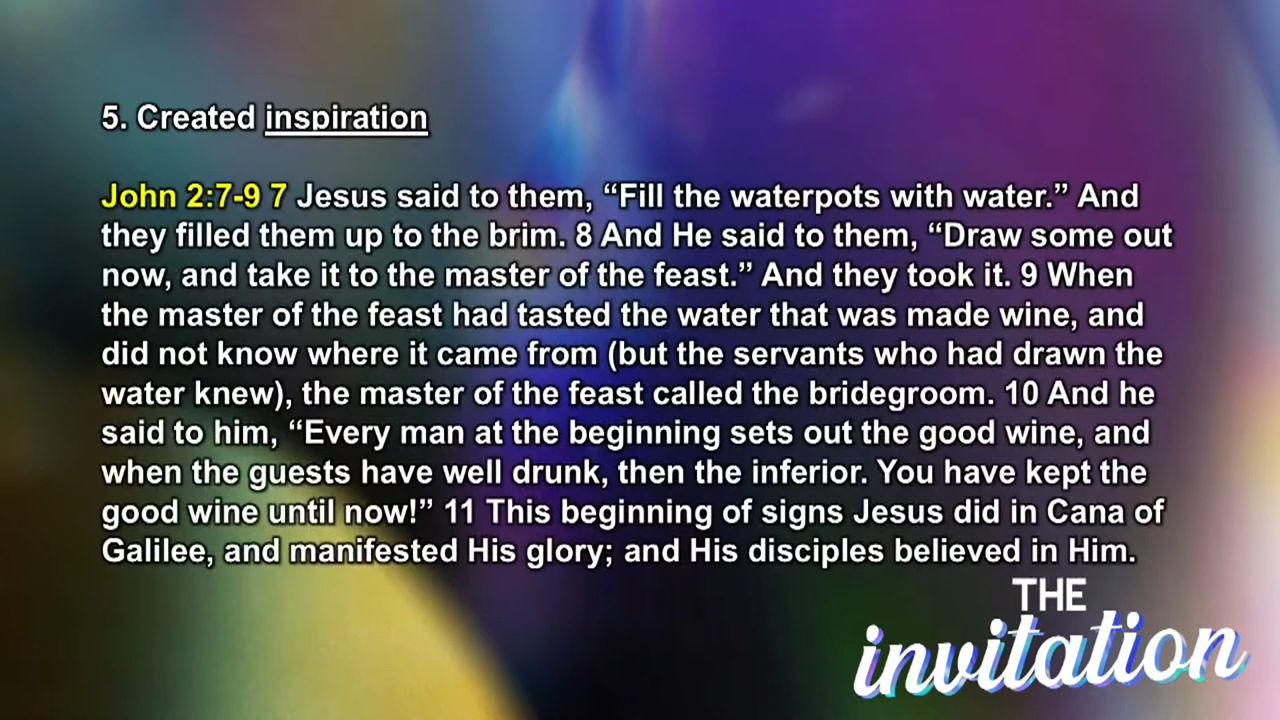 5. Created inspiration
John 2:7-9 7 Jesus said to them, “Fill the waterpots with water.” And
they filled them up to the brim. 8 And He said to them, “Draw some out
now, and take it to the master of the feast.” And they took it. 9 When
the master of the feast had tasted the water that was made wine, and
did not know where it came from (but the servants who had drawn the
water knew), the master of the feast called the bridegroom. 10 And he
said to him, “Every man at the beginning sets out the good wine, and
when the guests have well drunk, then the inferior. You have kept the
good wine until now!” 11 This beginning of signs Jesus did in Cana of
Galilee, and manifested His glory; and His disciples believed in Him.
THE
invitation